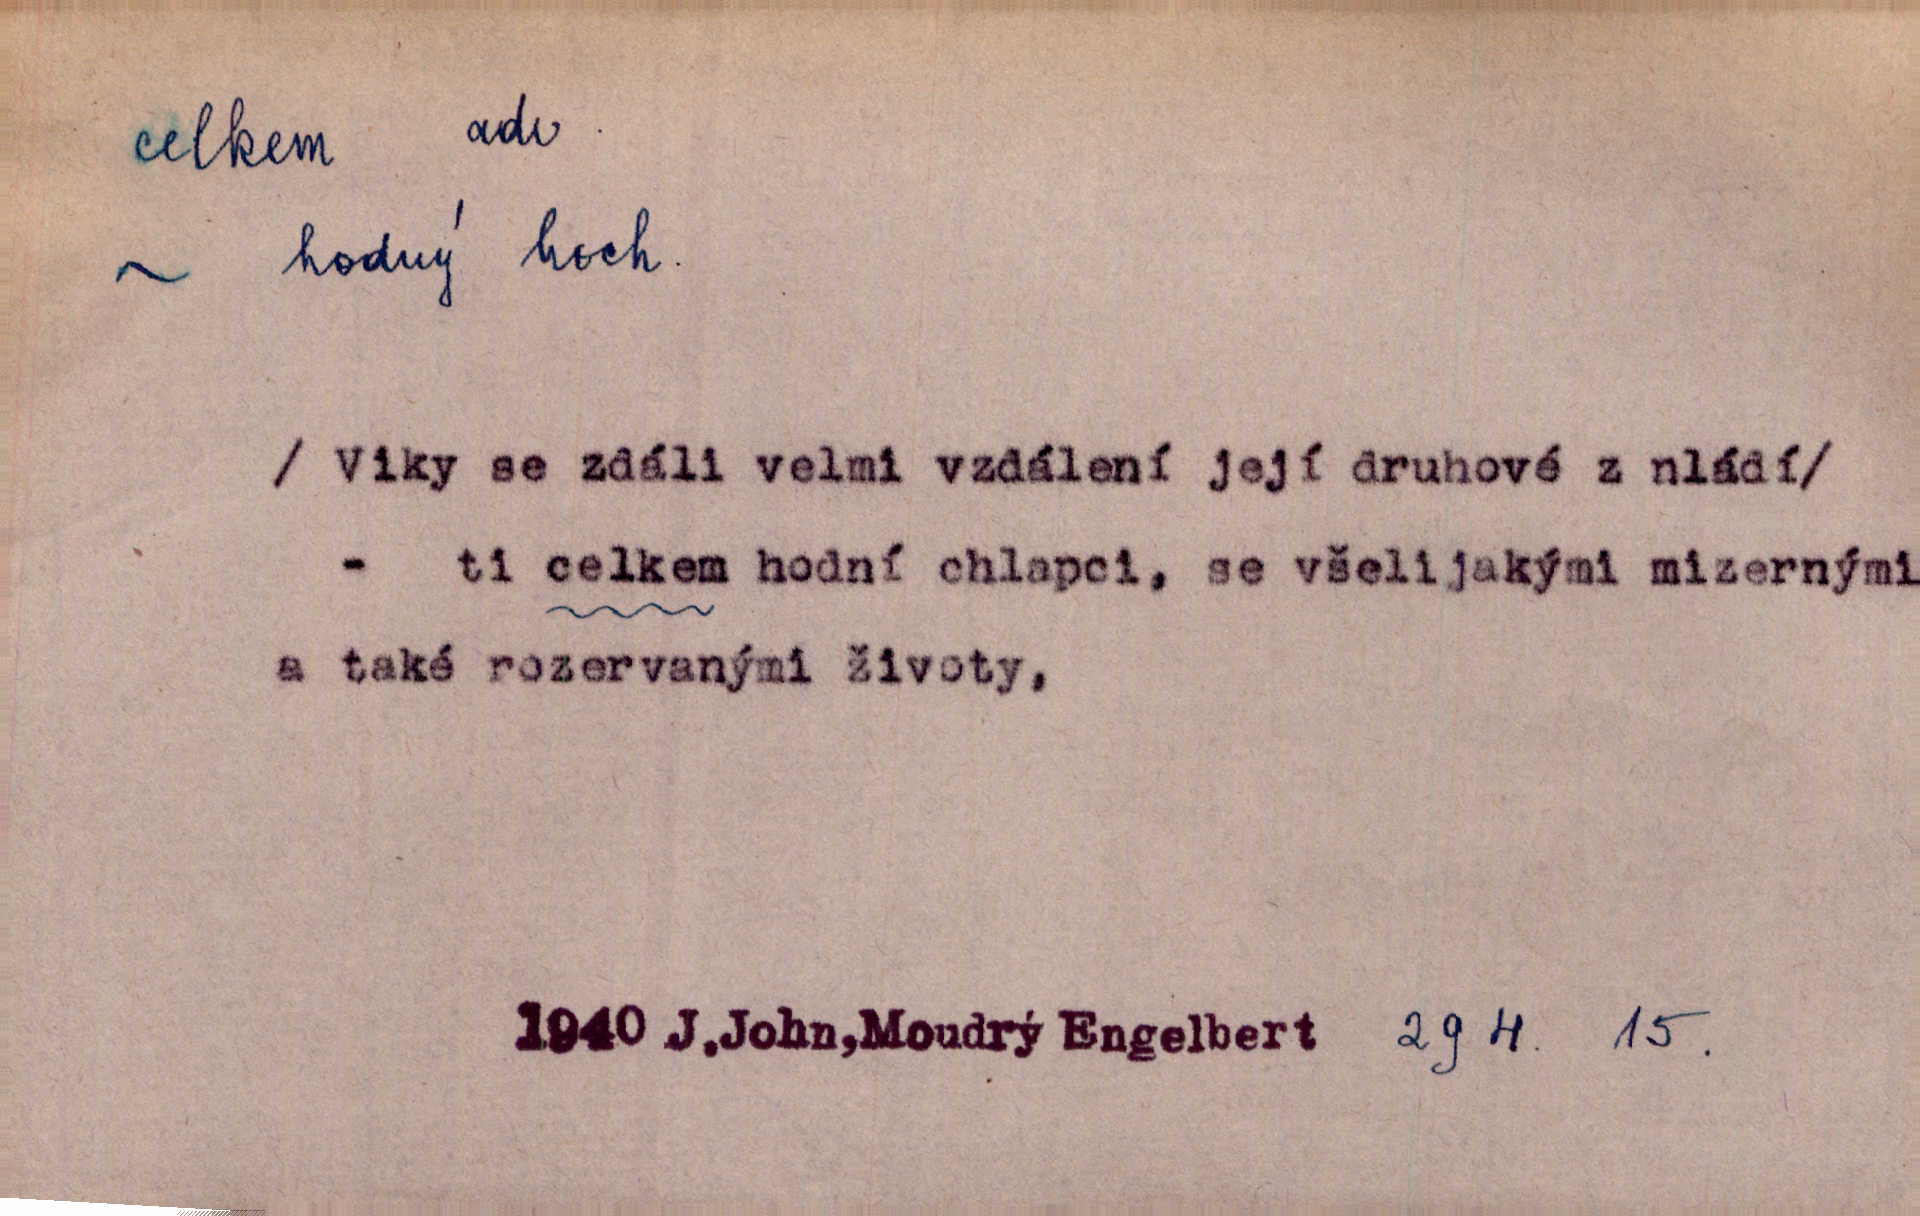 celkem adv.
~ hodný hoch.
/ Viky se zdáli velmi vzdálení její druhové z nládí/
- ti celkem hodní chlapci, se všelijakými mizernými
a také rozervanými životy,
1940 J.John,Moudrý Engelbert 294. 15.